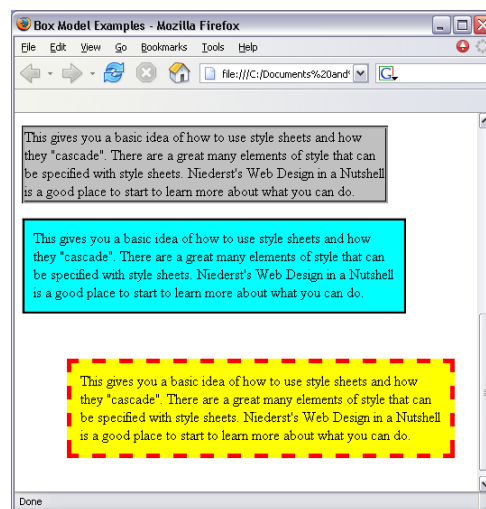 Box Model Examples - Mozilla Firefox
File Edit View Go Bookmarks Tools Help
file:///C:/Documents%20and' G
This gives you a basic idea of how to use style sheets and how
they "cascade". There are a great many elements of style that can
be specified with style sheets. Niederst's Web Design in a Nutshell
is a good place to start to learn more about what you can do.
This gives you a basic idea of how to use style sheets and how
they "cascade". There are a great many elements of style that can
be specified with style sheets. Niederst's Web Design in a Nutshell
is a good place to start to learn more about what you can do.
This gives you a basic idea of how to use style sheets and how
they "cascade". There are a great many elements of style that can
be specified with style sheets. Niederst's Web Design in a Nutshell
is a good place to start to learn more about what you can do.
Done